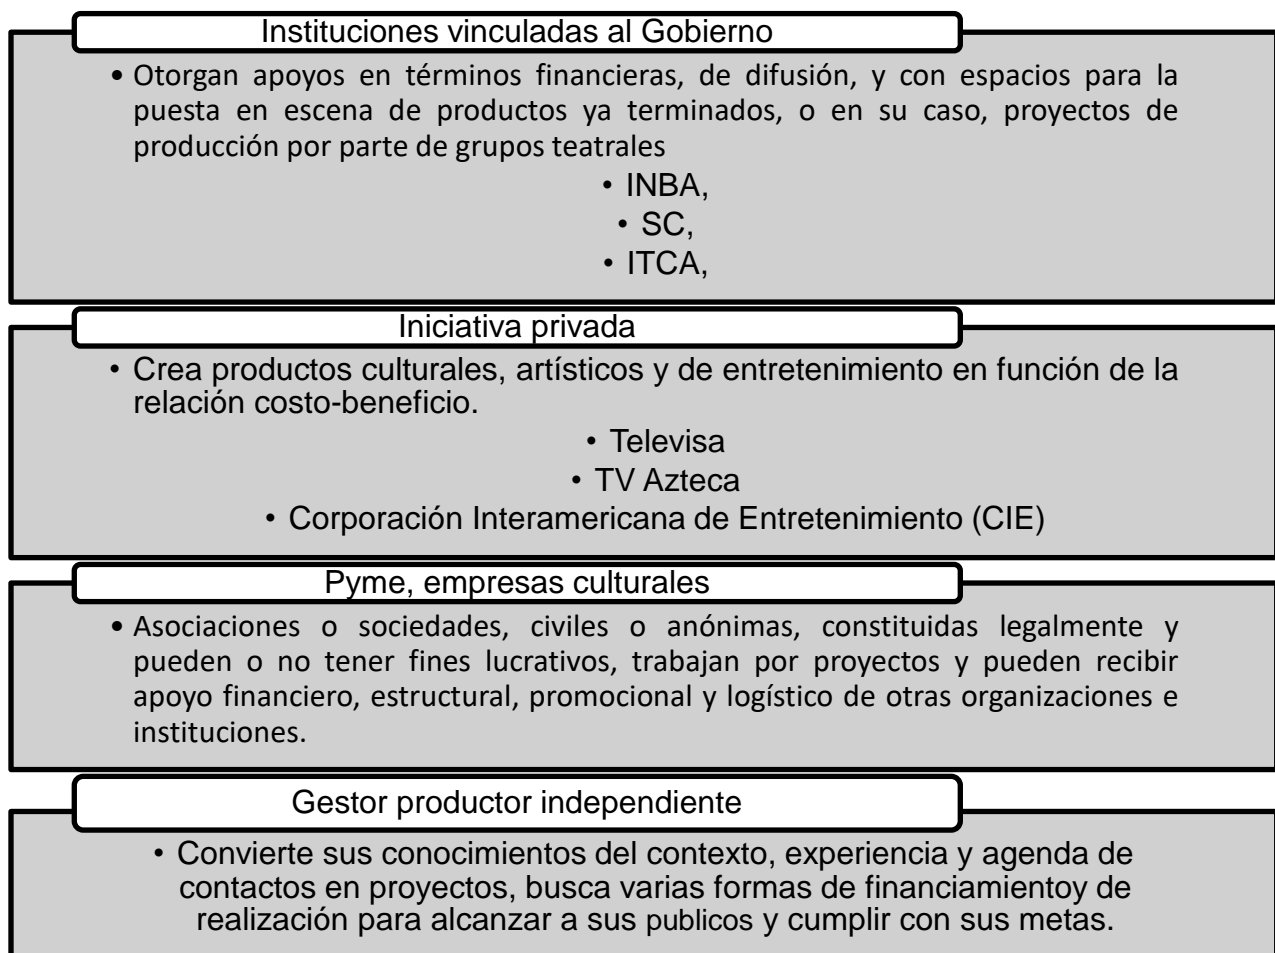 Instituciones vinculadas al Gobierno
• Otorgan apoyos en términos financieras, de difusión, y con espacios para la
puesta en escena de productos ya terminados, o en su caso, proyectos de
producción por parte de grupos teatrales
• INBA,
• SC,
• ITCA,
Iniciativa privada
• Crea productos culturales, artísticos y de entretenimiento en función de la
relación costo-beneficio.
• Televisa
• TV Azteca
• Corporación Interamericana de Entretenimiento (CIE)
Pyme, empresas culturales
• Asociaciones o sociedades, civiles o anónimas, constituidas legalmente y
pueden o no tener fines lucrativos, trabajan por proyectos y pueden recibir
apoyo financiero, estructural, promocional y logístico de otras organizaciones e
instituciones.
Gestor productor independiente
• Convierte sus conocimientos del contexto, experiencia y agenda de
contactos en proyectos, busca varias formas de financiamientoy de
realización para alcanzar a sus publicos y cumplir con sus metas.